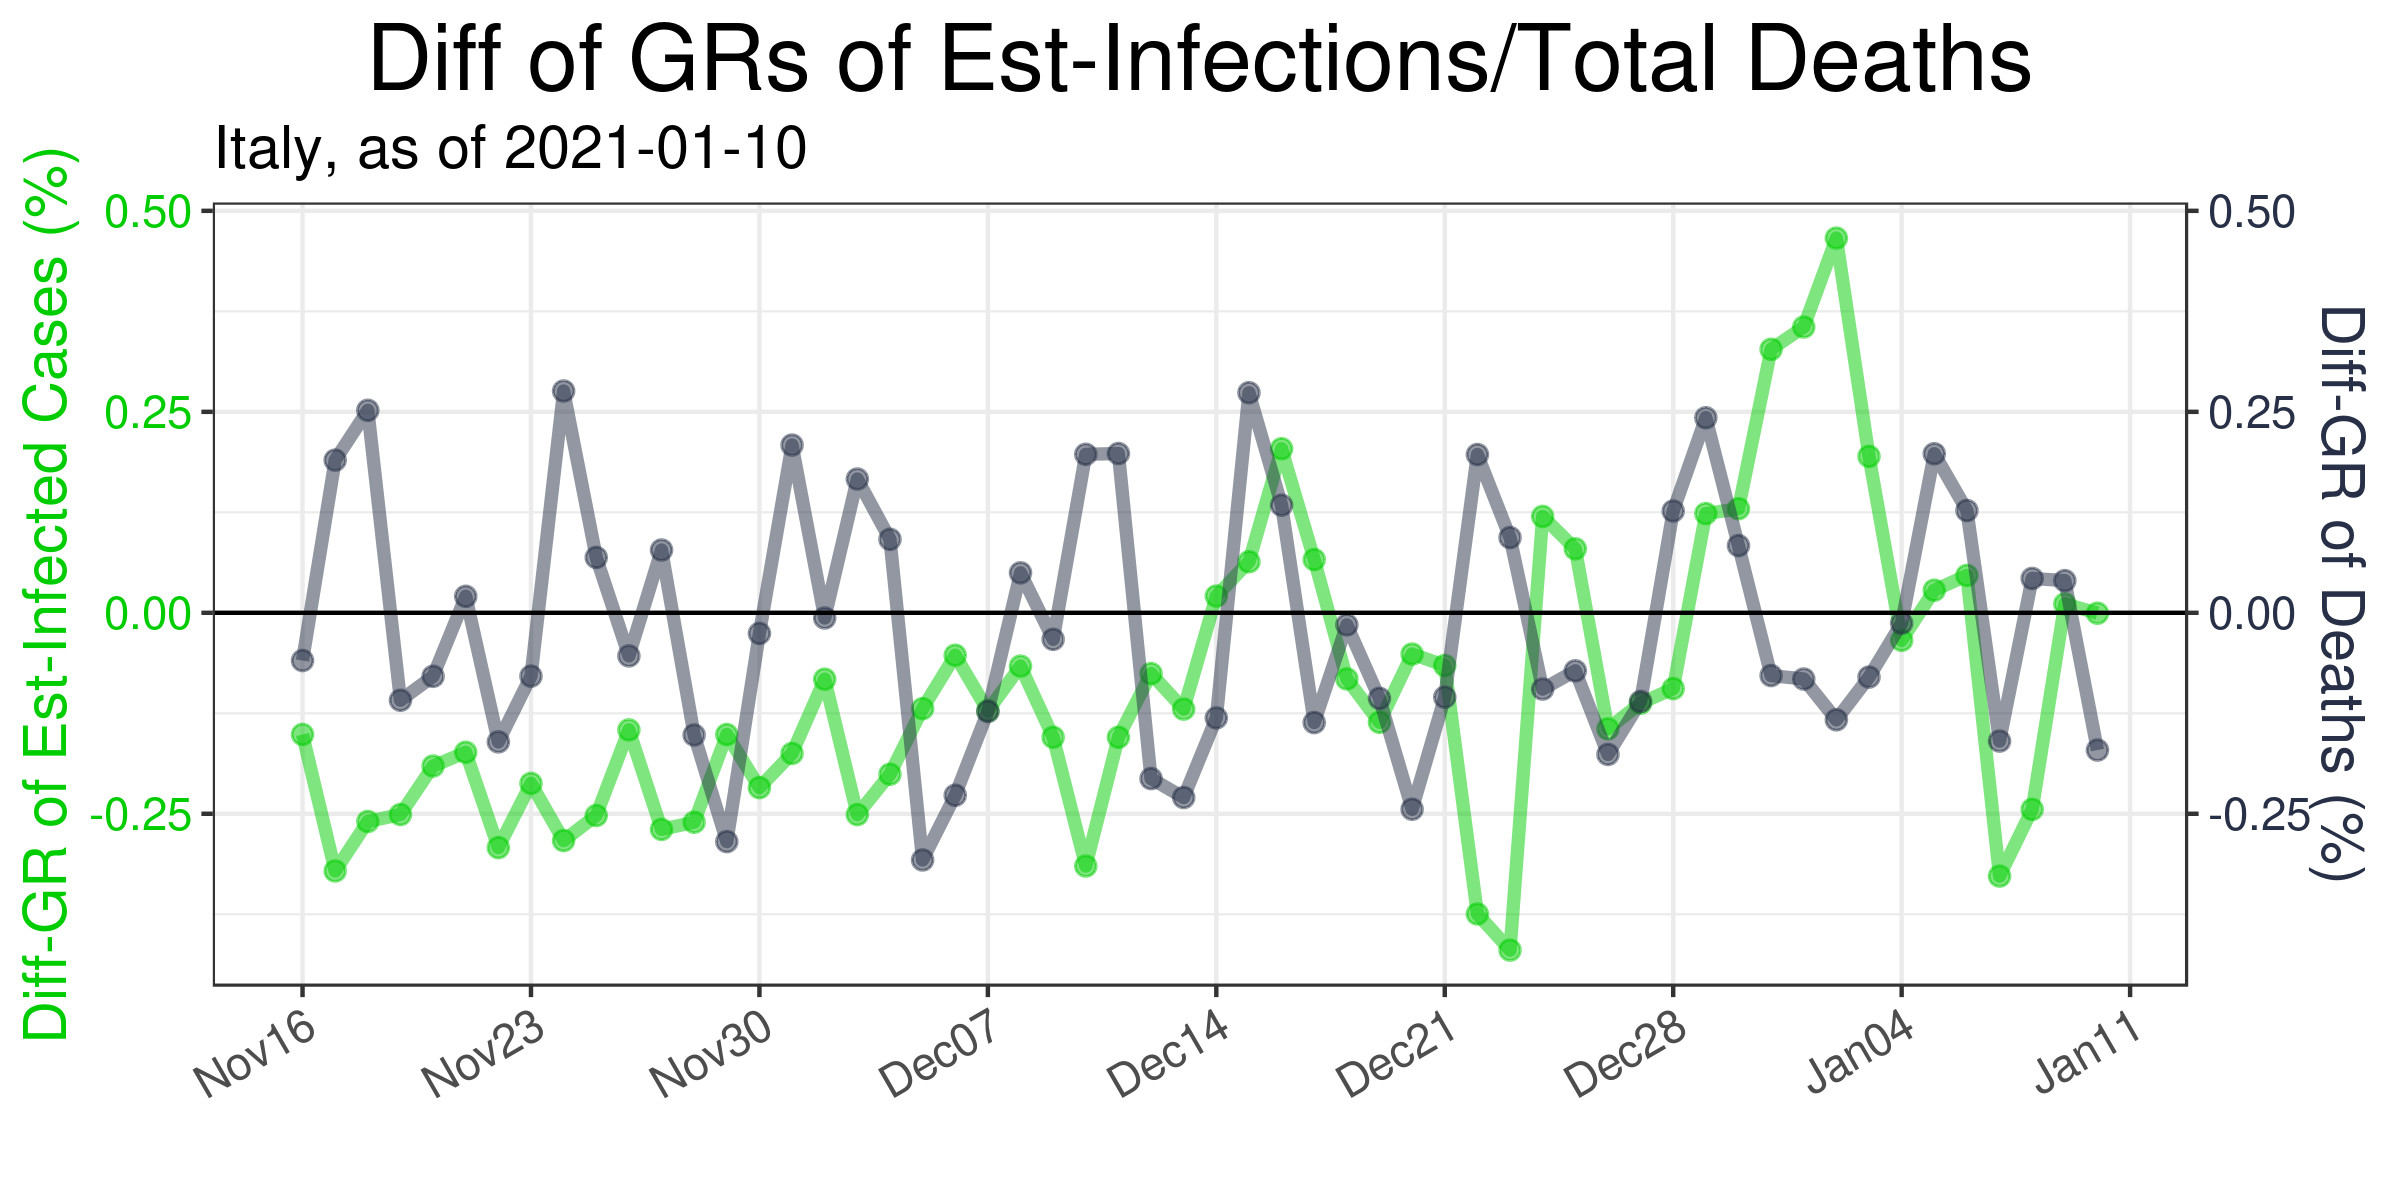 Diff of GRs of Est-Infections/Total Deaths
Italy, as of 2021-01-10
Diff-GR of Est-Infected Cases (%)
0.50
0.25
0.00
-0.25
0.50
0.25
0.00
-0.25
Diff-GR of Deaths (%)
Nov16
Nov23
Nov30
Dec07
Dec14
Dec21
Dec28
Jan04
Jan11